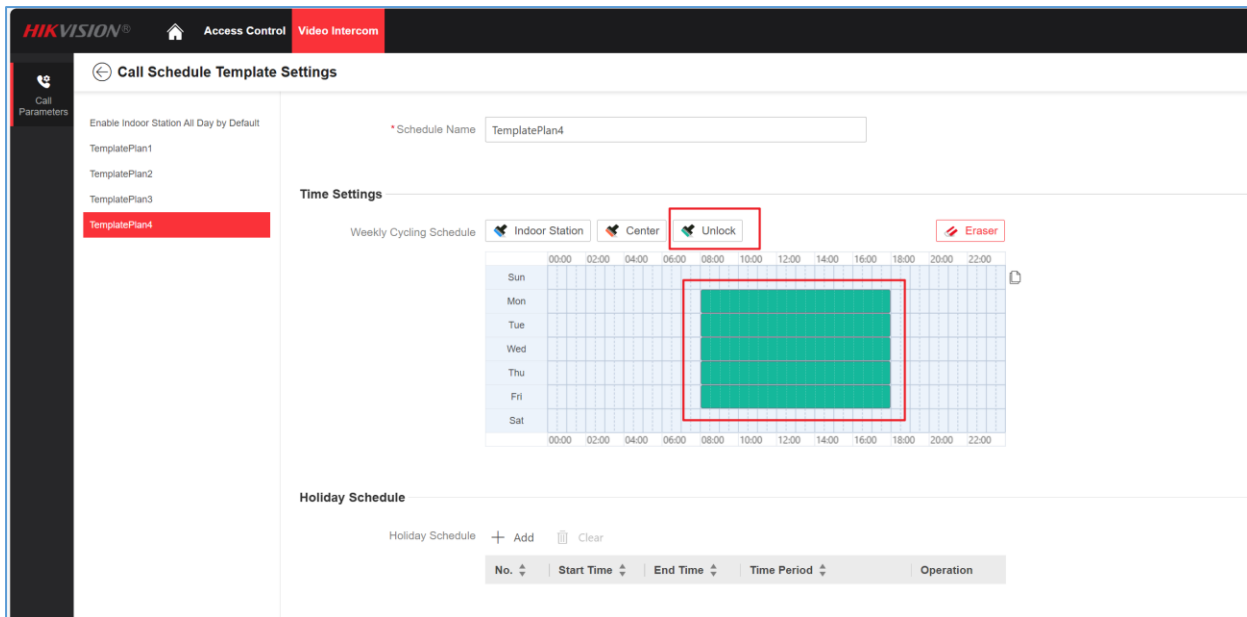 HIKVISION® Access Control Video Intercom
Call Parameters
Call Schedule Template Settings
Enable Indoor Station All Day by Default
TemplatePlan1
TemplatePlan2
TemplatePlan3
TemplatePlan4
*Schedule Name TemplatePlan4
Time Settings
Weekly Cycling Schedule Indoor Station Center Unlock Eraser
00:00 02:00 04:00 06:00 08:00 10:00 12:00 14:00 16:00 18:00 20:00 22:00
Sun
Mon
Tue
Wed
Thu
Fri
Sat
00:00 02:00 04:00 06:00 08:00 10:00 12:00 14:00 16:00 18:00 20:00 22:00
Holiday Schedule
Holiday Schedule Add Clear
No. Start Time End Time Time Period Operation